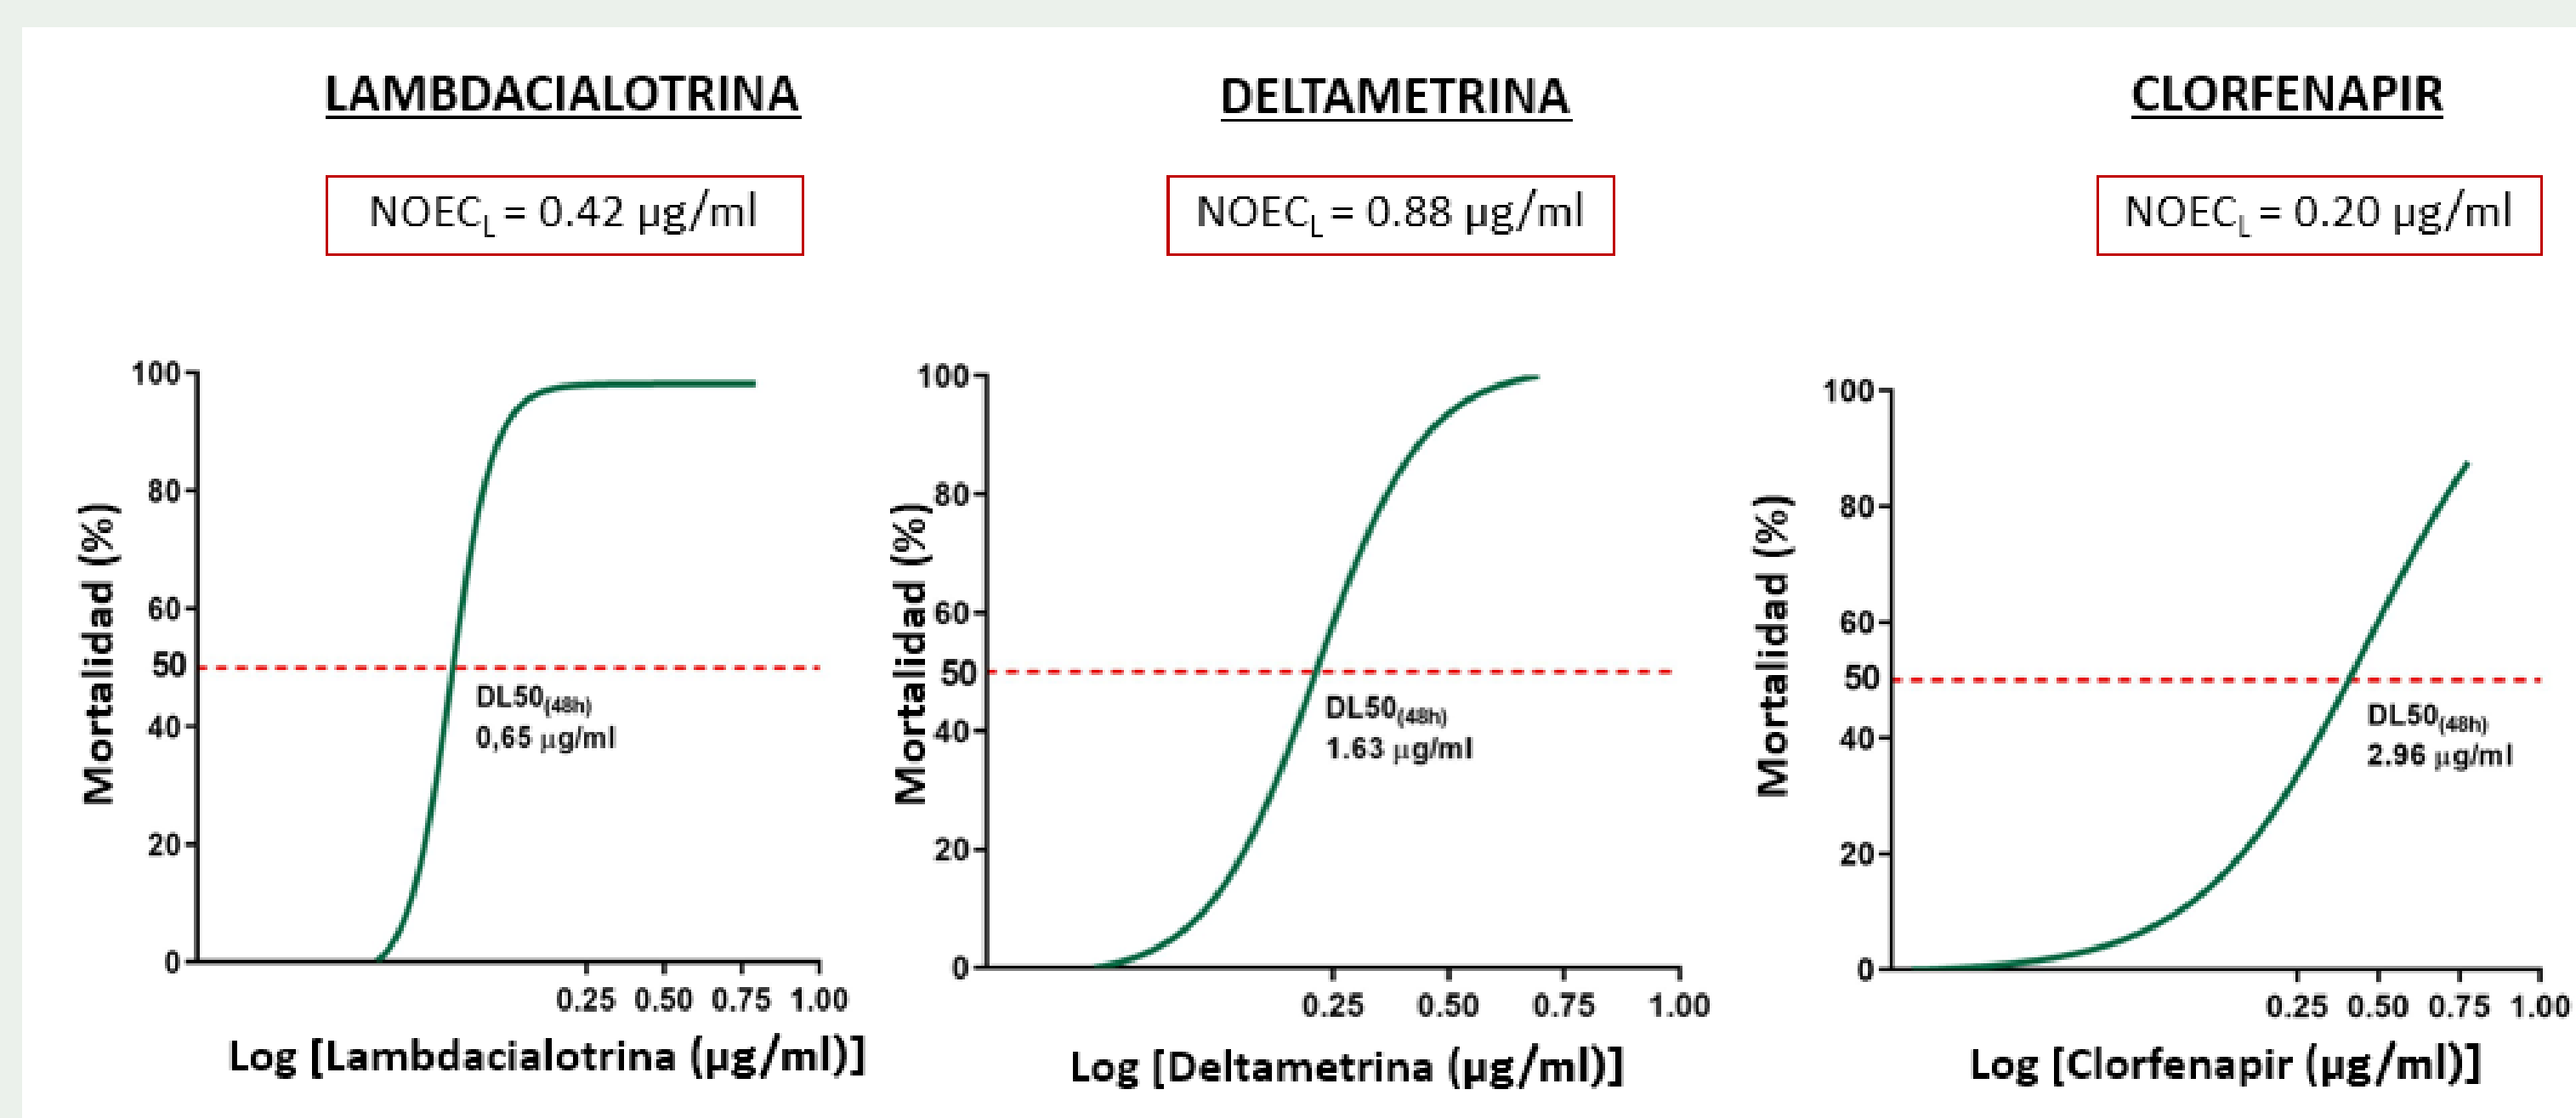 LAMBDACIALOTRINA
NOECL = 0.42 µg/ml
100
80
60
50
40
20
0
Mortalidad (%)
DL50(48h)
0,65 µg/ml
0.25 0.50 0.75 1.00
Log [Lambdacialotrina (µg/ml)]
DELTAMETRINA
NOECL = 0.88 µg/ml
100
80
60
50
40
20
0
Mortalidad (%)
DL50(48h)
1.63 µg/ml
0.25 0.50 0.75 1.00
Log [Deltametrina (µg/ml)]
CLORFENAPIR
NOECL = 0.20 µg/ml
100
80
60
50
40
20
0
Mortalidad (%)
DL50(48h)
2.96 µg/ml
0.25 0.50 0.75 1.00
Log [Clorfenapir (µg/ml)]